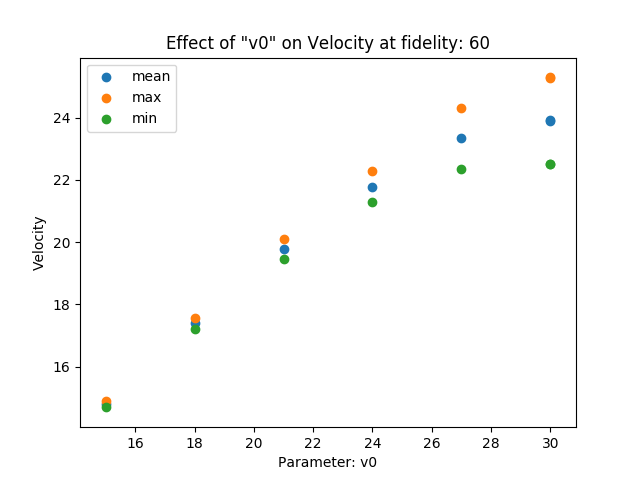 Effect of "v0" on Velocity at fidelity: 60
mean
max
min
Velocity
24
22
20
18
16
16 18 20 22 24 26 28 30
Parameter: v0